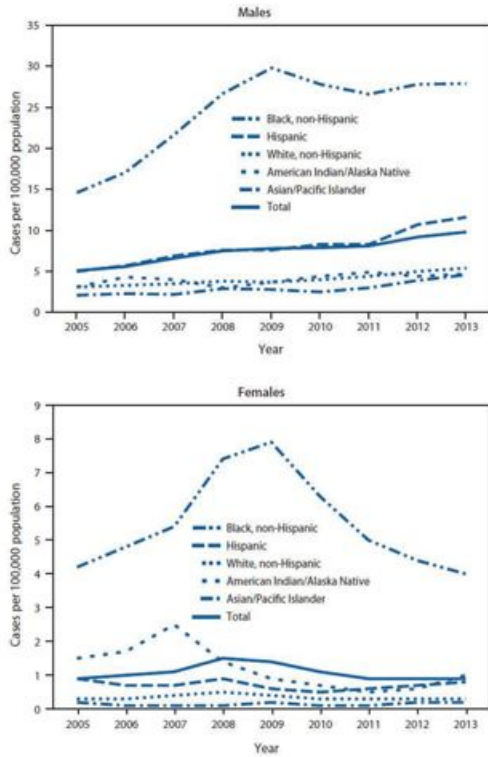 Males
35
30
25
20
15
10
5
0
Cases per 100,000 population
Black, non-Hispanic
Hispanic
White, non-Hispanic
American Indian/Alaska Native
Asian/Pacific Islander
Total
2005 2006 2007 2008 2009 2010 2011 2012 2013
Year
Females
9
8
7
6
5
4
3
2
1
0
Cases per 100,000 population
Black, non-Hispanic
Hispanic
White, non-Hispanic
American Indian/Alaska Native
Asian/Pacific Islander
Total
2005 2006 2007 2008 2009 2010 2011 2012 2013
Year